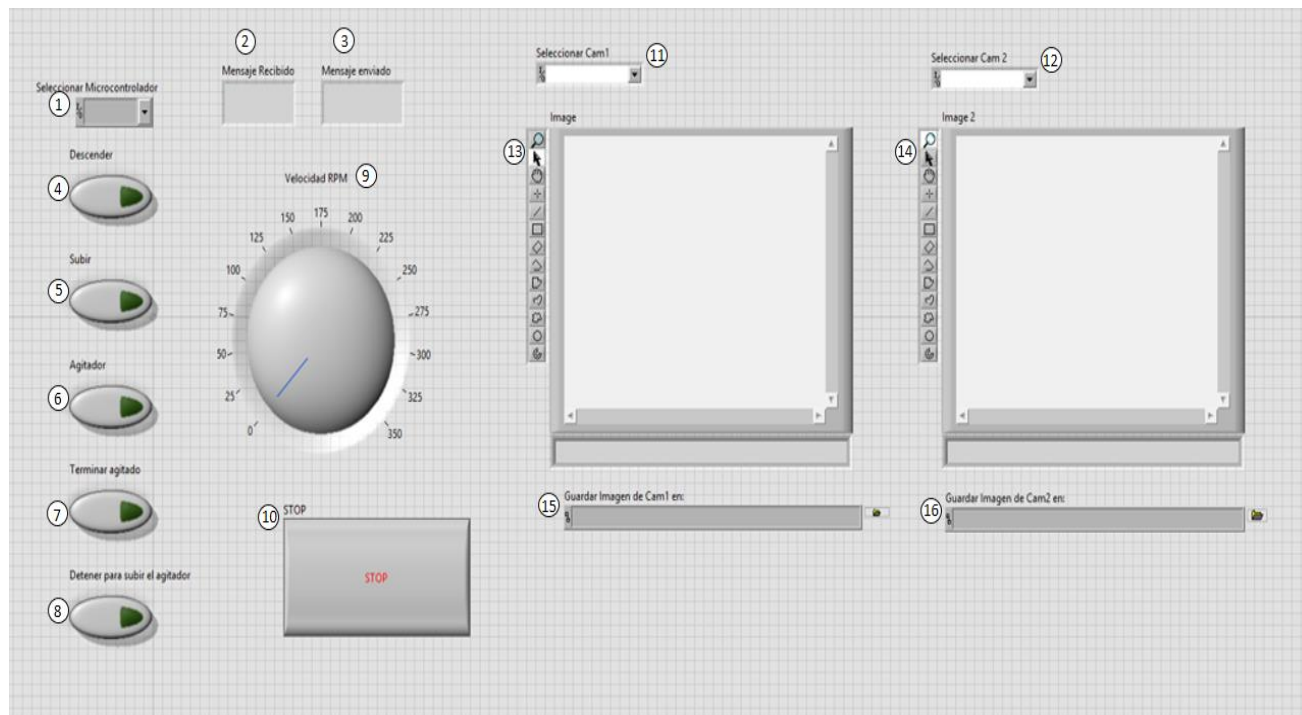 2
3
Mensaje Recibido
Mensaje enviado
Seleccionar Microcontrolador
1
Descender
4
Subir
5
Agitador
6
Terminar agitado
7
Detener para subir el agitador
8
Velocidad RPM
9
0
25
50
75
100
125
150
175
200
225
250
275
300
325
350
10
STOP
STOP
Seleccionar Cam1
11
Image
13
Guardar Imagen de Cam1 en:
15
Seleccionar Cam 2
12
Image 2
14
Guardar Imagen de Cam2 en:
16